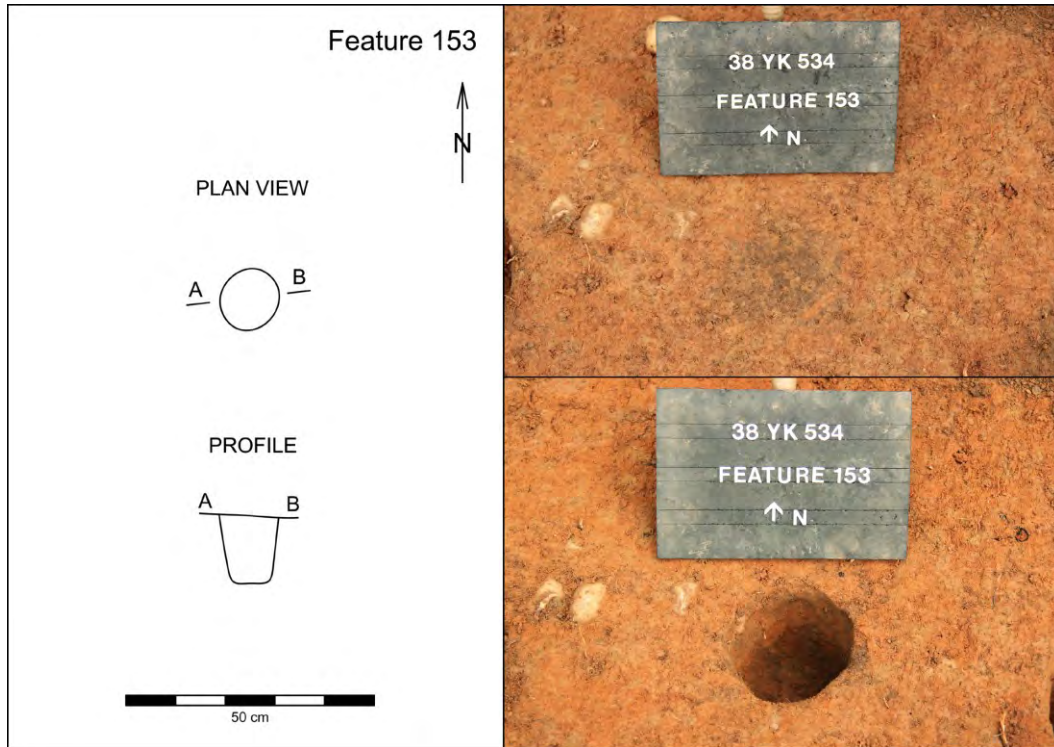 Feature 153
N
PLAN VIEW
A
B
PROFILE
A
B
50 cm
38 YK 534
FEATURE 153
↑ N
38 YK 534
FEATURE 153
↑ N